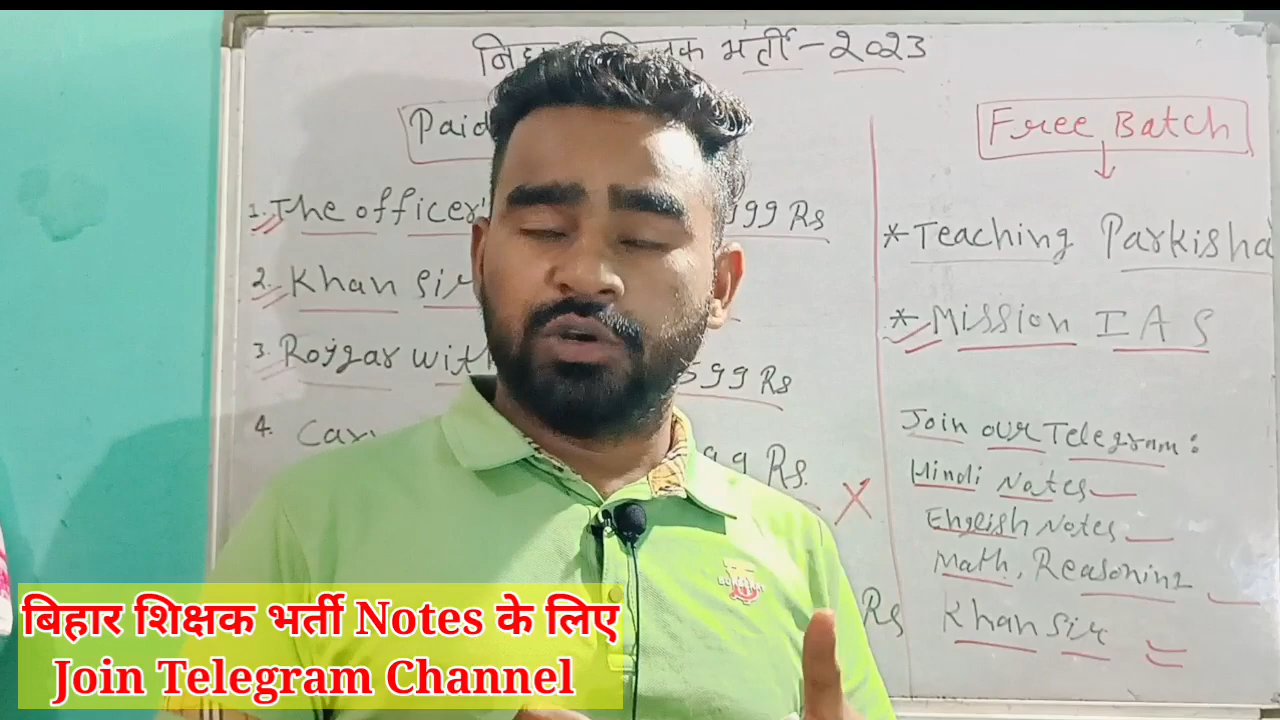 भर्ती - 2023
Paid
Free Batch
1. The officer's 99 Rs
2. Khan Sir
3. Rojgar with 599 Rs
4. 99 Rs.
Rs
* Teaching Parkisha
* Mission IAS
Join our Telegram:
Hindi Notes
English Notes
Math, Reasoning
Khan Sir
बिहार शिक्षक भर्ती Notes के लिए
Join Telegram Channel